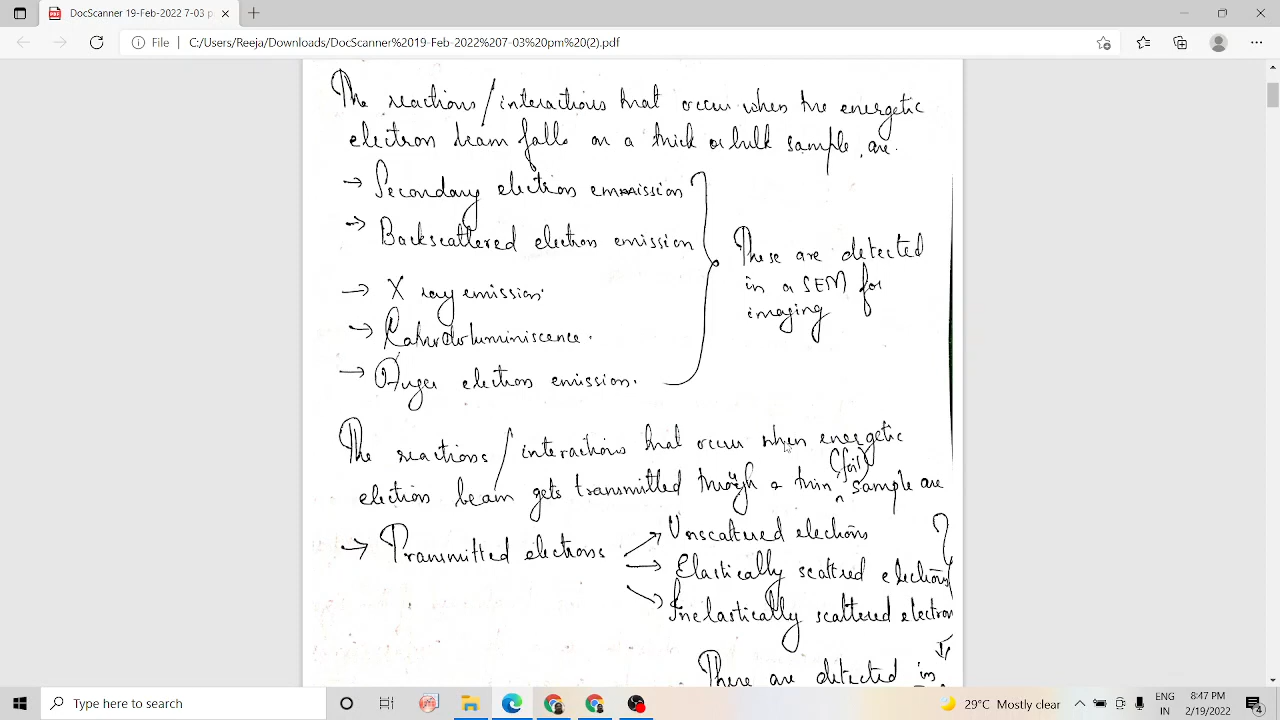 DocScanner 19-Feb-2022 7-03 p
File C:/Users/Reeja/Downloads/DocScanner%2019-Feb-2022%207-03%20pm%20(2).pdf
The reactions/interactions that occur when the energetic
electron beam falls on a thick or bulk sample, are.
→ Secondary electron emission
→ Backscattered electron emission
→ X ray emission.
→ Cathodoluminiscence.
→ Auger electron emission.
These are detected
in a SEM for
imaging
The reactions/interactions that occur when energetic
electron beam gets transmitted through a thin (foil) sample are
→ Transmitted electrons
→ Unscattered electrons
→ Elastically scattered electrons
→ Inelastically scattered electron
These are detected in
Type here to search
29°C Mostly clear
ENG
IN
8:47 PM
2/19/2022
4